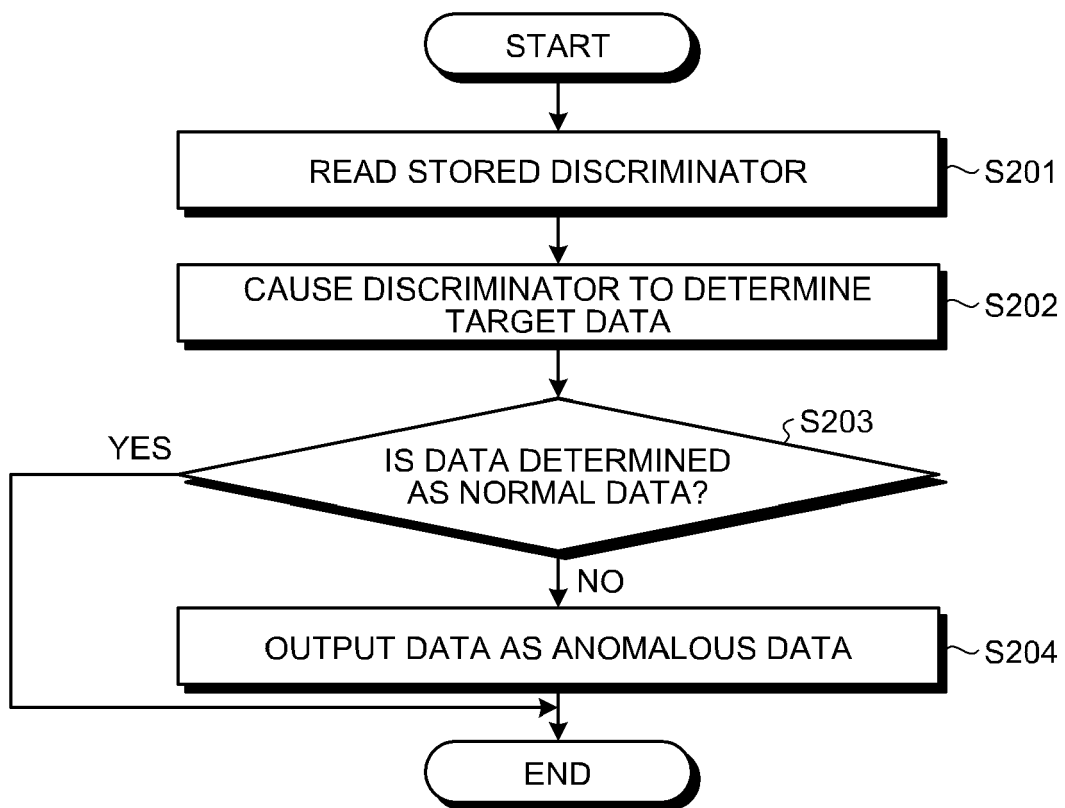 START
READ STORED DISCRIMINATOR
S201
CAUSE DISCRIMINATOR TO DETERMINE
TARGET DATA
S202
S203
YES
IS DATA DETERMINED
AS NORMAL DATA?
NO
OUTPUT DATA AS ANOMALOUS DATA
S204
END